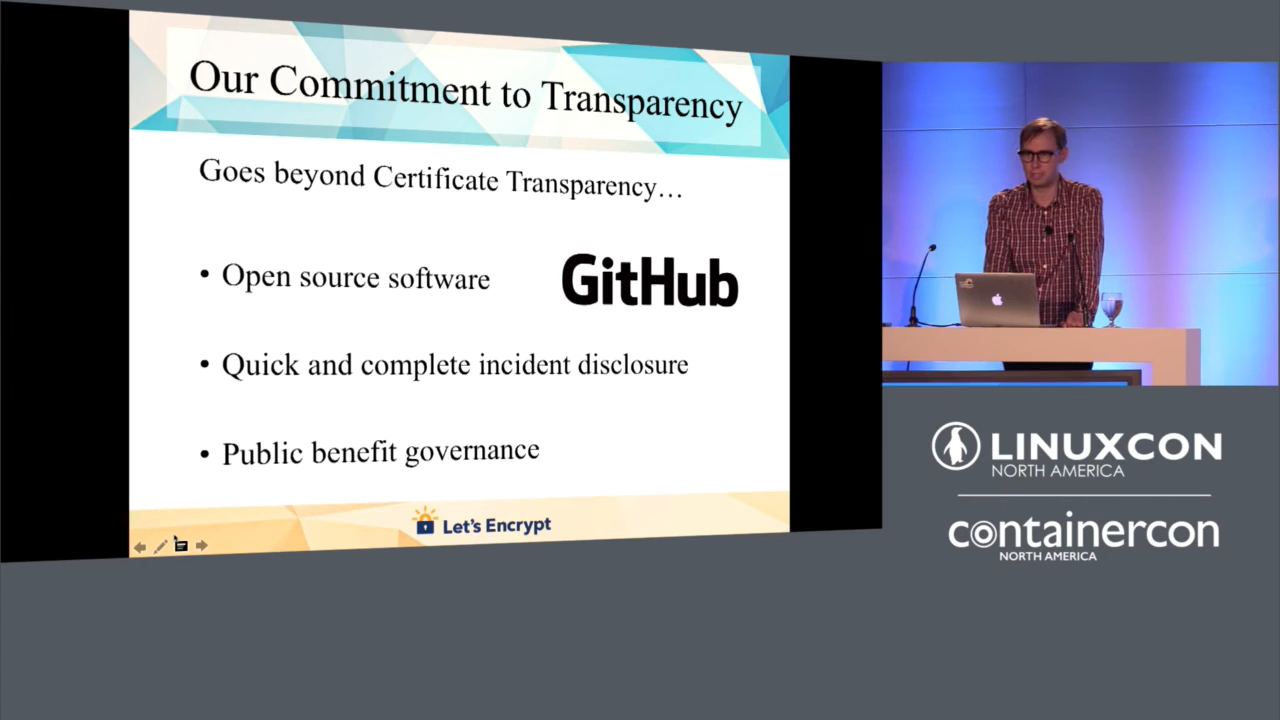 Our Commitment to Transparency
Goes beyond Certificate Transparency…
• Open source software
GitHub
• Quick and complete incident disclosure
• Public benefit governance
Let's Encrypt
LINUXCON
NORTH AMERICA
containercon
NORTH AMERICA